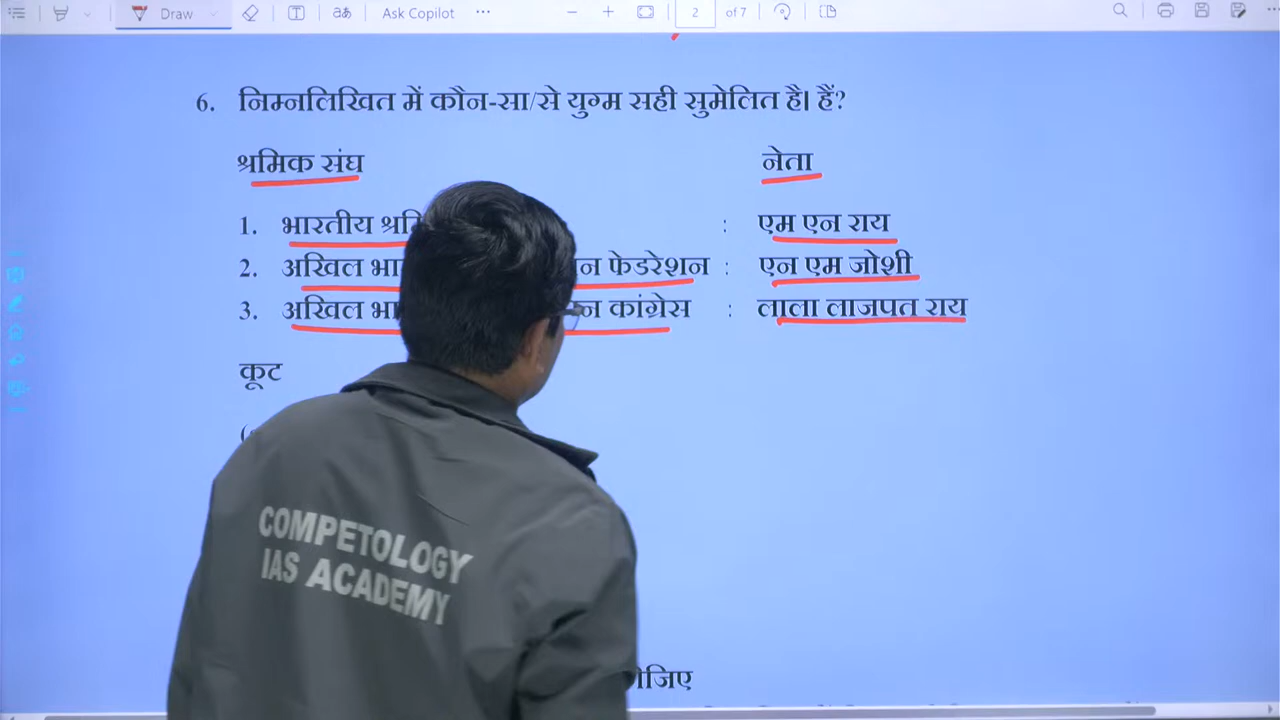 Draw
Ask Copilot
2 of 7
6. निम्नलिखित में कौन-सा/से युग्म सही सुमेलित है। हैं?
श्रमिक संघ नेता
1. भारतीय : एम एन राय
2. अखिल फेडरेशन : एन एम जोशी
3. अखिल कांग्रेस : लाला लाजपत राय
कूट
COMPETOLOGY
IAS ACADEMY